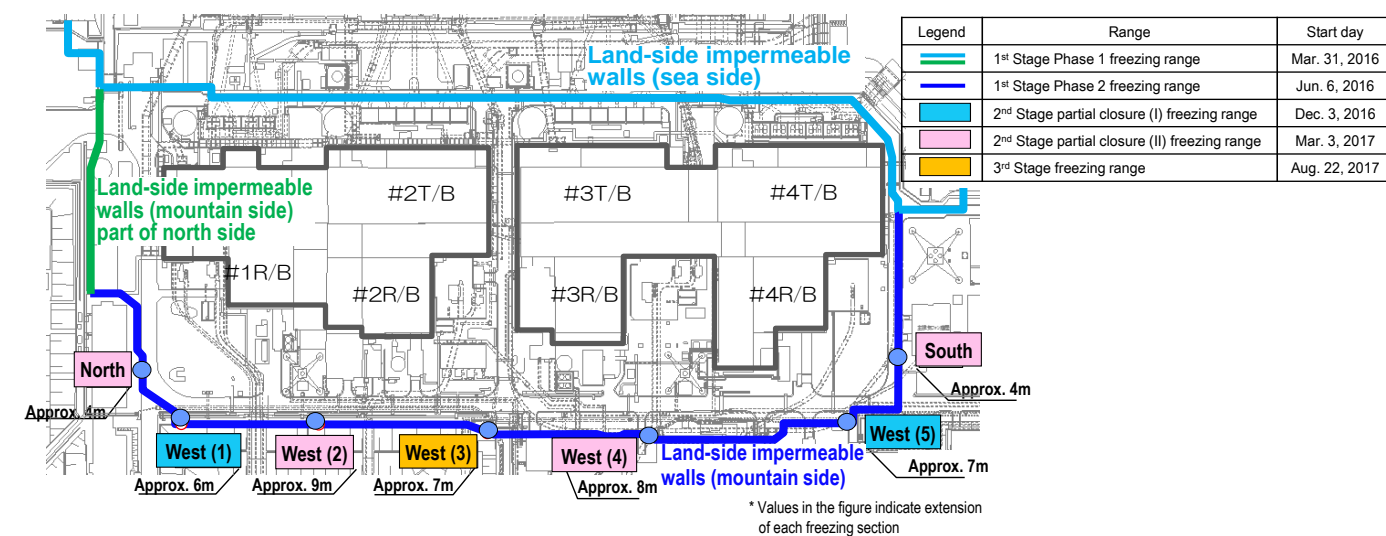 Land-side impermeable
walls (sea side)
Legend Range Start day
1st Stage Phase 1 freezing range Mar. 31, 2016
1st Stage Phase 2 freezing range Jun. 6, 2016
2nd Stage partial closure (I) freezing range Dec. 3, 2016
2nd Stage partial closure (II) freezing range Mar. 3, 2017
3rd Stage freezing range Aug. 22, 2017
Land-side impermeable
walls (mountain side)
part of north side
#2T/B
#3T/B
#4T/B
#1R/B
#2R/B
#3R/B
#4R/B
North
Approx. 4m
South
Approx. 4m
West (1)
Approx. 6m
West (2)
Approx. 9m
West (3)
Approx. 7m
West (4)
Approx. 8m
Land-side impermeable
walls (mountain side)
West (5)
Approx. 7m
* Values in the figure indicate extension
of each freezing section